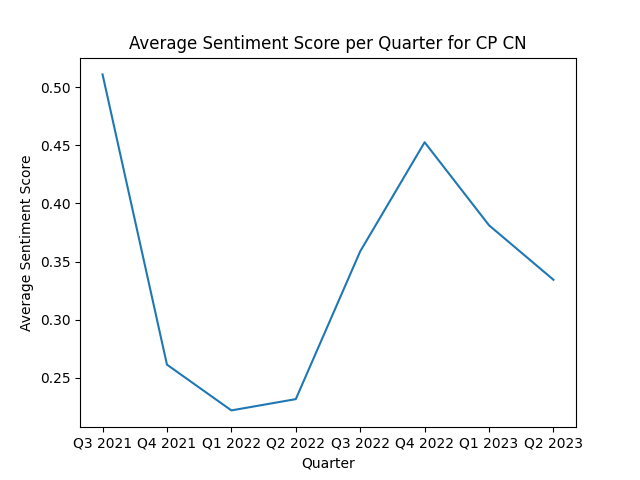 Average Sentiment Score per Quarter for CP CN
Average Sentiment Score
0.50
0.45
0.40
0.35
0.30
0.25
Q3 2021 Q4 2021 Q1 2022 Q2 2022 Q3 2022 Q4 2022 Q1 2023 Q2 2023
Quarter